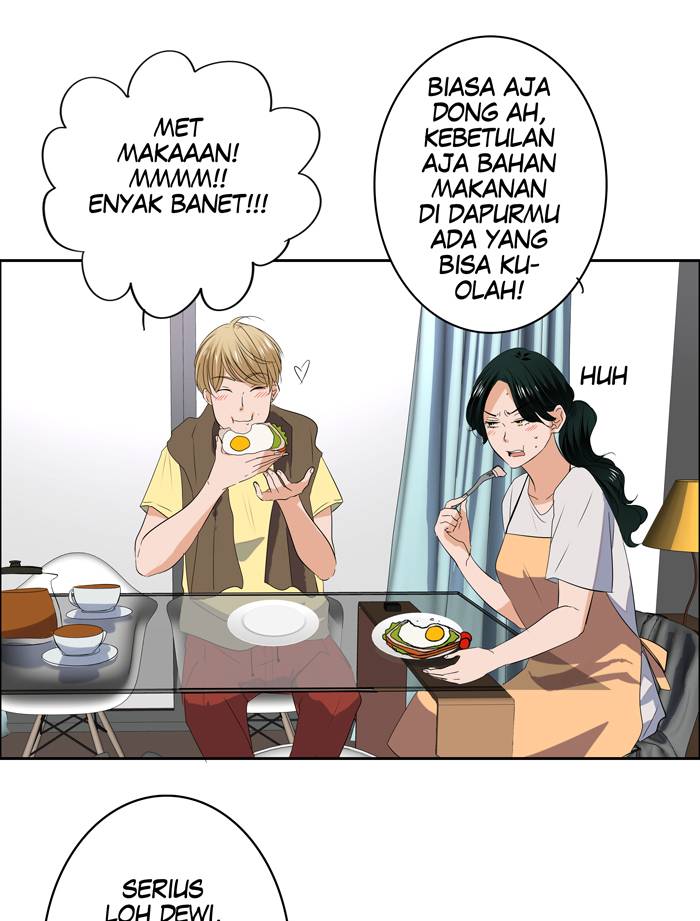 MET
MAKAAAN!
MMMM!!
ENYAK BANET!!!
BIASA AJA
DONG AH,
KEBETULAN
AJA BAHAN
MAKANAN
DI DAPURMU
ADA YANG
BISA KU-
OLAH!
HUH
SERIUS
LOH DEWI,